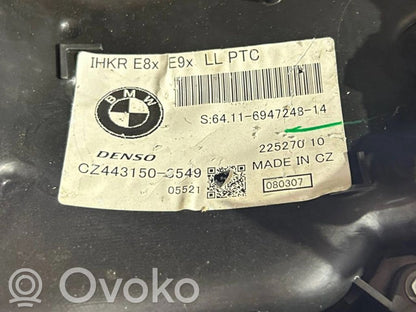 IHKR E8x E9x LL PTC
BMW
S:64.11-6947248-14
DENSO
225270 10
CZ443150-3549
MADE IN CZ
05521
080307
Ovoko